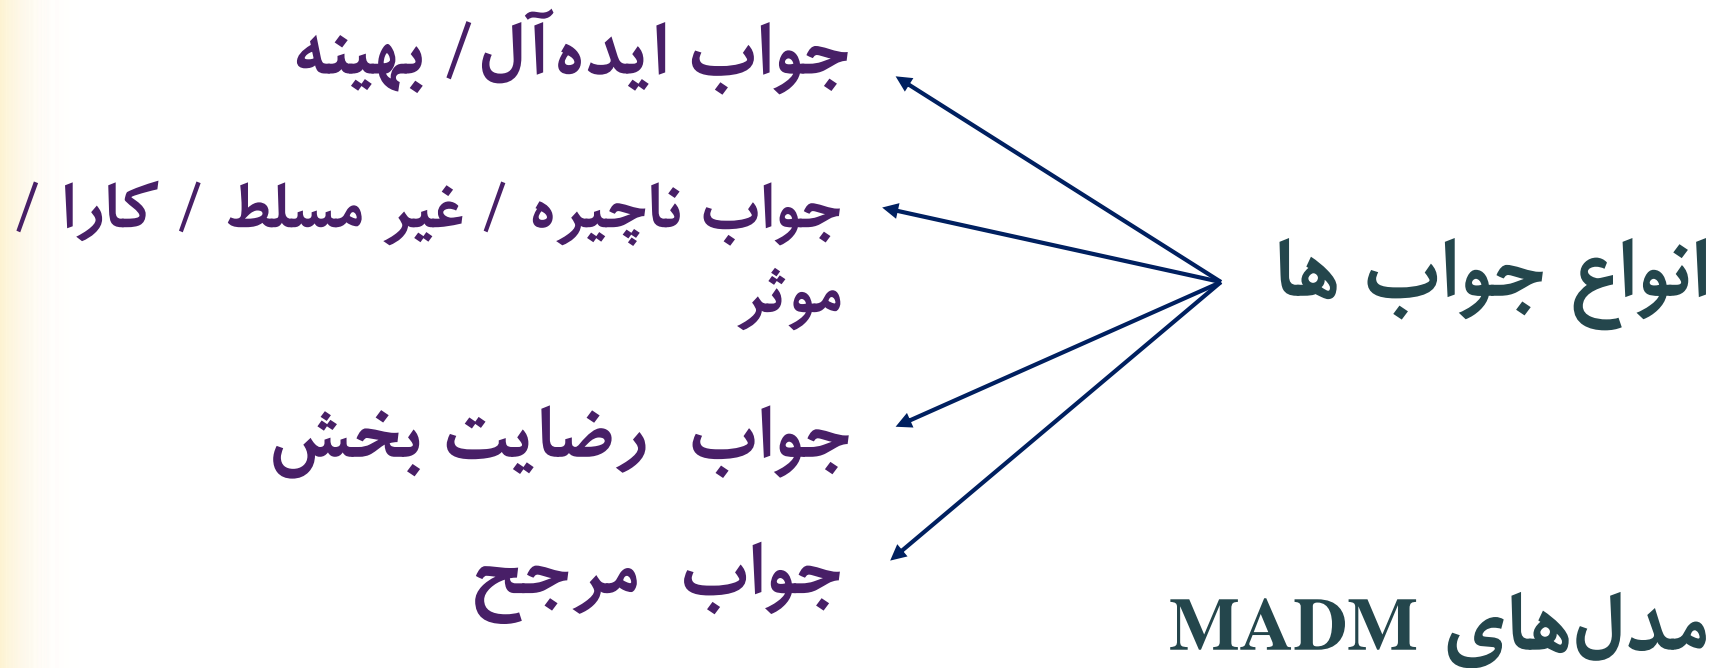 انواع جواب ها
جواب ایده‌آل/ بهینه
جواب ناچیره / غیر مسلط / کارا /
موثر
جواب رضایت بخش
جواب مرجح
مدل‌های MADM